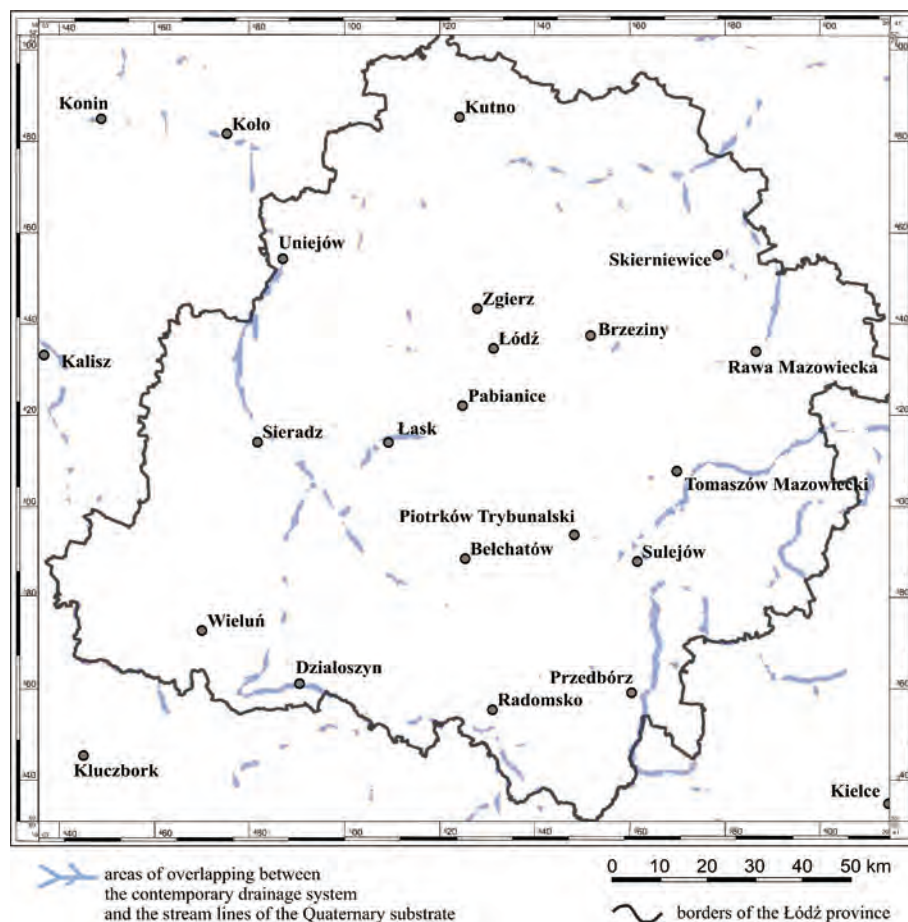 Konin
Koło
Kutno
Uniejów
Skierniewice
Zgierz
Łódź
Brzeziny
Kalisz
Rawa Mazowiecka
Pabianice
Sieradz
Łask
Tomaszów Mazowiecki
Piotrków Trybunalski
Bełchatów
Sulejów
Wieluń
Działoszyn
Przedbórz
Radomsko
Kluczbork
Kielce
areas of overlapping between
the contemporary drainage system
and the stream lines of the Quaternary substrate
0 10 20 30 40 50 km
borders of the Łódź province